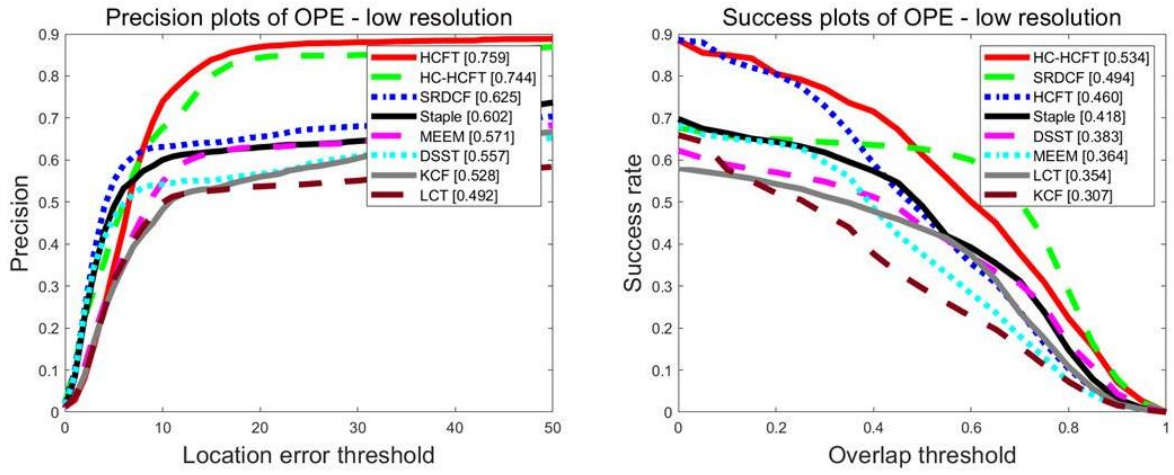 Precision plots of OPE - low resolution
0.9
0.8
0.7
0.6
0.5
0.4
0.3
0.2
0.1
0
Precision
HCFT [0.759]
HC-HCFT [0.744]
SRDCF [0.625]
Staple [0.602]
MEEM [0.571]
DSST [0.557]
KCF [0.528]
LCT [0.492]
0 10 20 30 40 50
Location error threshold
Success plots of OPE - low resolution
0.9
0.8
0.7
0.6
0.5
0.4
0.3
0.2
0.1
0
Success rate
HC-HCFT [0.534]
SRDCF [0.494]
HCFT [0.460]
Staple [0.418]
DSST [0.383]
MEEM [0.364]
LCT [0.354]
KCF [0.307]
0 0.2 0.4 0.6 0.8 1
Overlap threshold